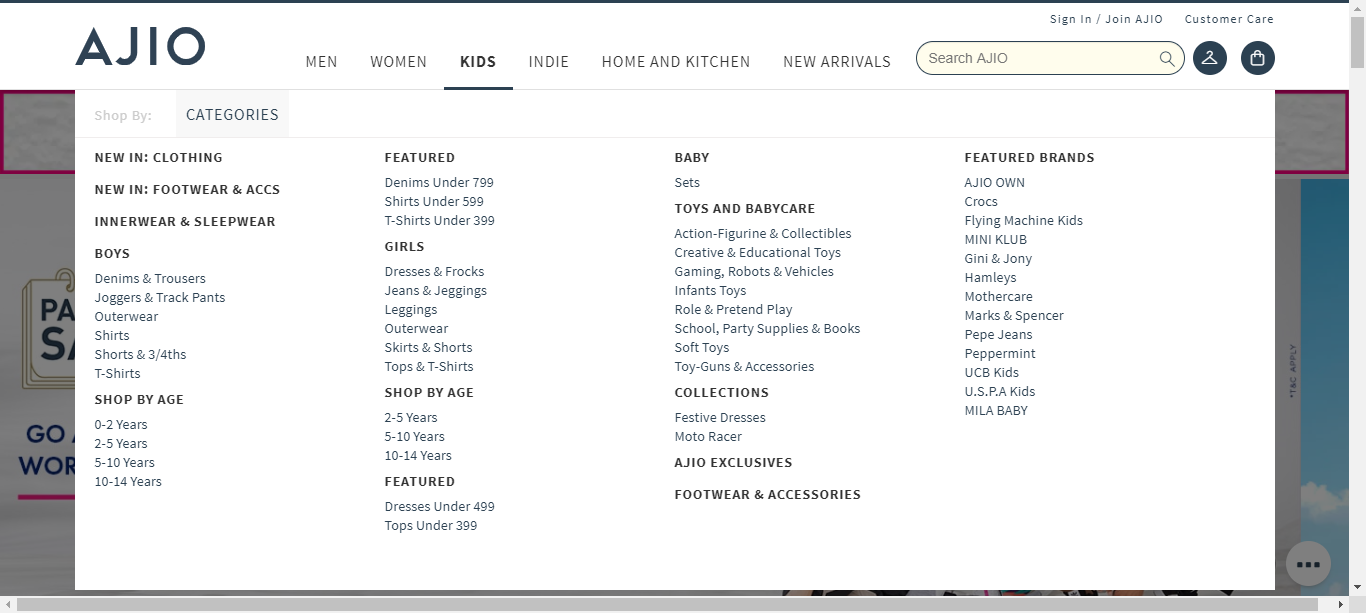 Sign In / Join AJIO Customer Care
AJIO
MEN WOMEN KIDS INDIE HOME AND KITCHEN NEW ARRIVALS
Search AJIO
Shop By: CATEGORIES
NEW IN: CLOTHING
NEW IN: FOOTWEAR & ACCS
INNERWEAR & SLEEPWEAR
BOYS
Denims & Trousers
Joggers & Track Pants
Outerwear
Shirts
Shorts & 3/4ths
T-Shirts
SHOP BY AGE
0-2 Years
2-5 Years
5-10 Years
10-14 Years
FEATURED
Denims Under 799
Shirts Under 599
T-Shirts Under 399
GIRLS
Dresses & Frocks
Jeans & Jeggings
Leggings
Outerwear
Skirts & Shorts
Tops & T-Shirts
SHOP BY AGE
2-5 Years
5-10 Years
10-14 Years
FEATURED
Dresses Under 499
Tops Under 399
BABY
Sets
TOYS AND BABYCARE
Action-Figurine & Collectibles
Creative & Educational Toys
Gaming, Robots & Vehicles
Infants Toys
Role & Pretend Play
School, Party Supplies & Books
Soft Toys
Toy-Guns & Accessories
COLLECTIONS
Festive Dresses
Moto Racer
AJIO EXCLUSIVES
FOOTWEAR & ACCESSORIES
FEATURED BRANDS
AJIO OWN
Crocs
Flying Machine Kids
MINI KLUB
Gini & Jony
Hamleys
Mothercare
Marks & Spencer
Pepe Jeans
Peppermint
UCB Kids
U.S.P.A Kids
MILA BABY
GO
*T&C APPLY